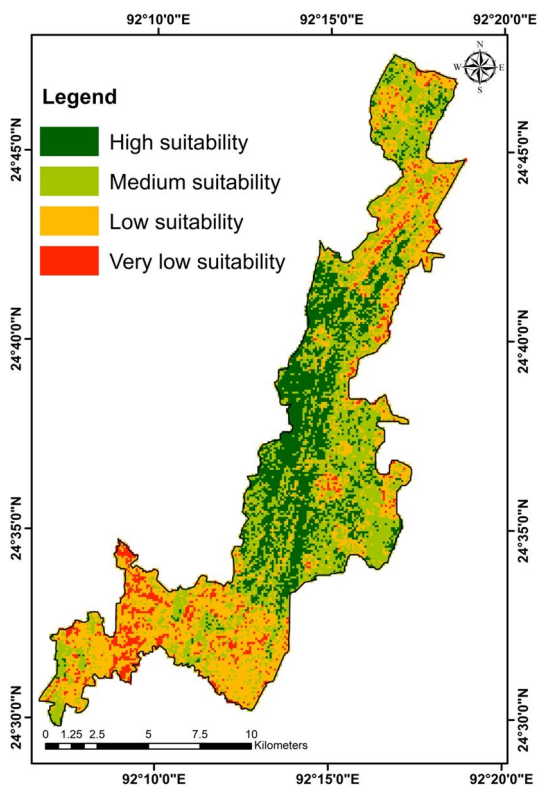 92°10'0"E 92°15'0"E 92°20'0"E
N
W E
S
Legend
High suitability
Medium suitability
Low suitability
Very low suitability
24°45'0"N 24°45'0"N
24°40'0"N 24°40'0"N
24°35'0"N 24°35'0"N
24°30'0"N 24°30'0"N
0 1.25 2.5 5 7.5 10
Kilometers
92°10'0"E 92°15'0"E 92°20'0"E